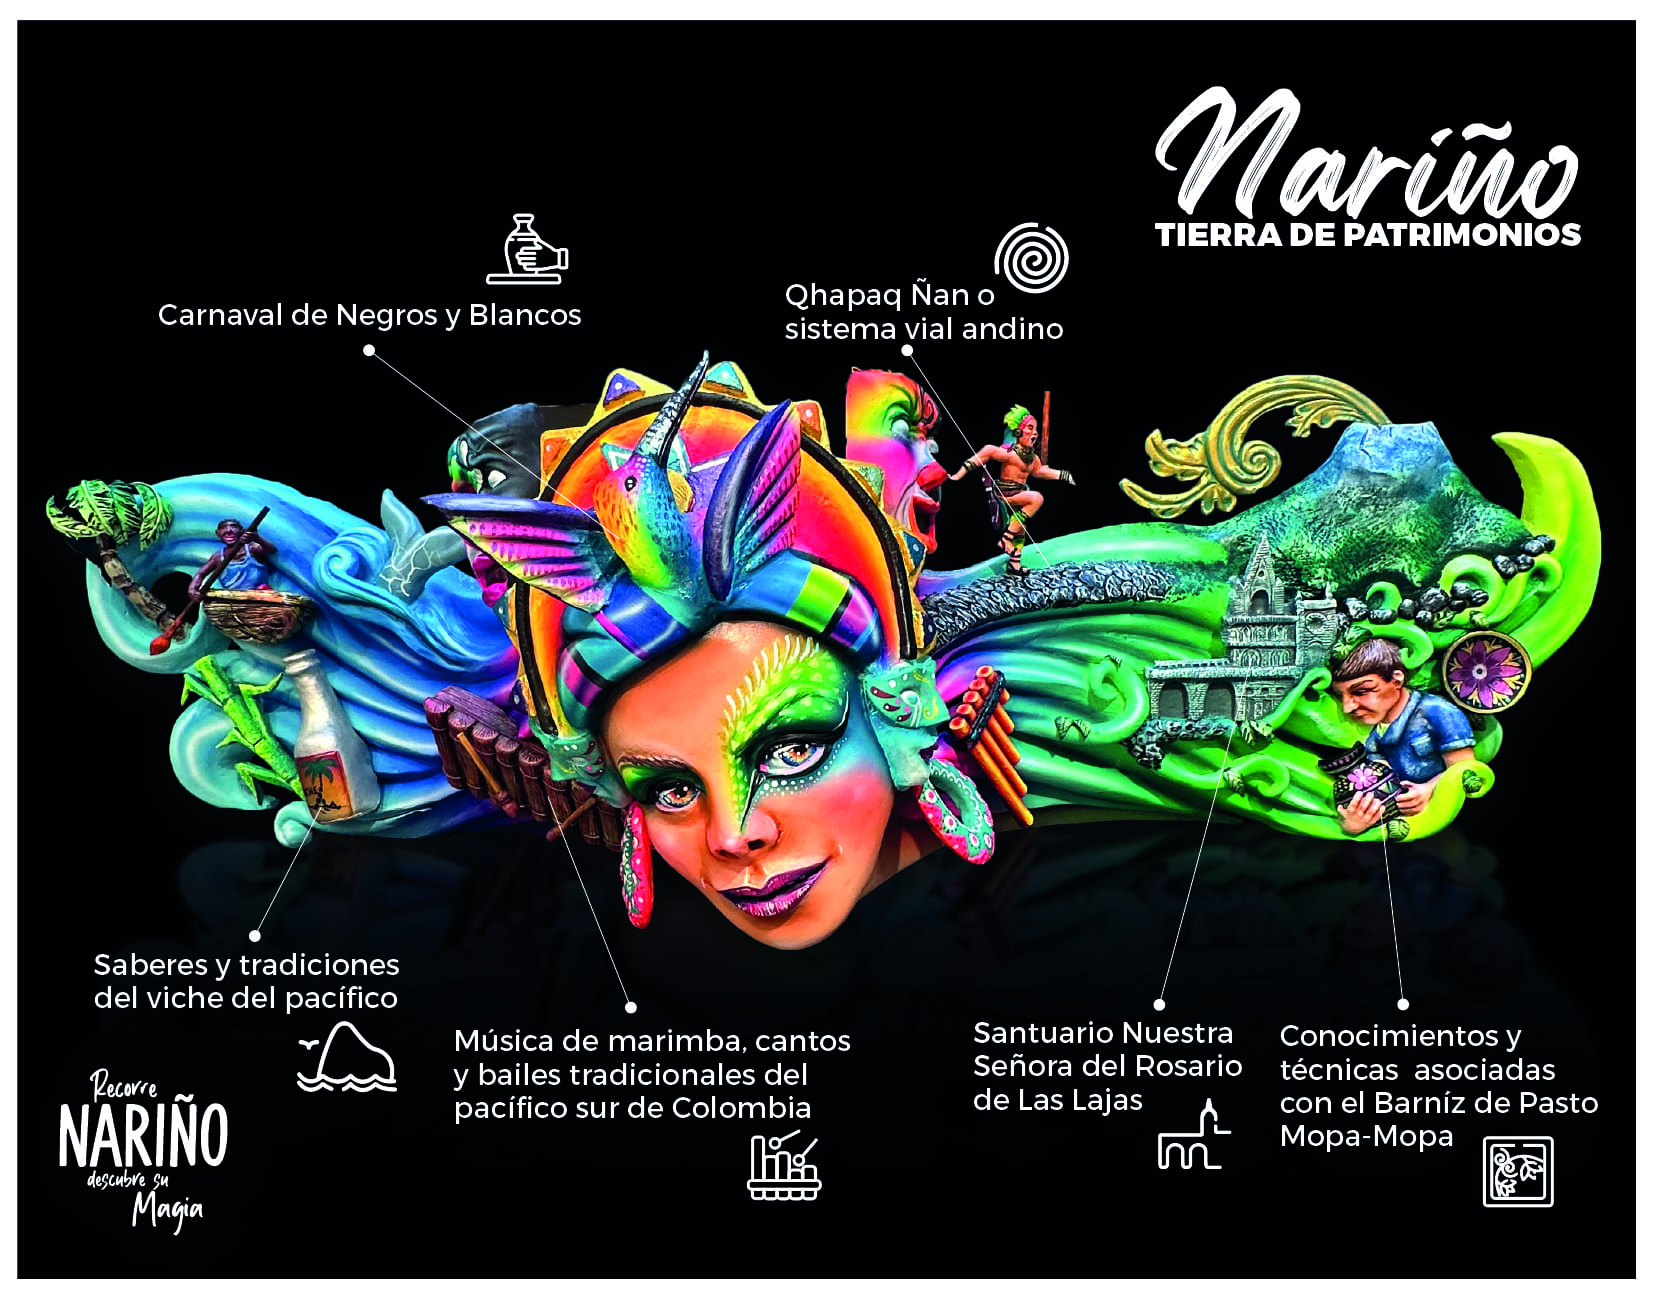 Nariño
TIERRA DE PATRIMONIOS
Carnaval de Negros y Blancos
Qhapaq Ñan o
sistema vial andino
Saberes y tradiciones
del viche del pacífico
Música de marimba, cantos
y bailes tradicionales del
pacífico sur de Colombia
Santuario Nuestra
Señora del Rosario
de Las Lajas
Conocimientos y
técnicas asociadas
con el Barníz de Pasto
Mopa-Mopa
Recorre
NARIÑO
descubre su
Magia